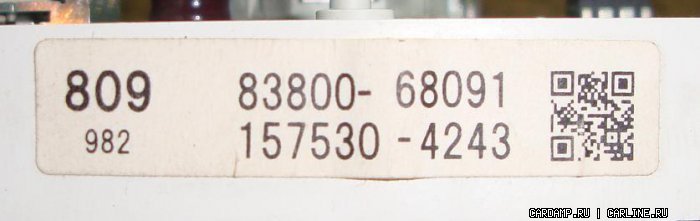 809 83800- 68091
982 157530 -4243
CARDAMP.RU | CARLINE.RU